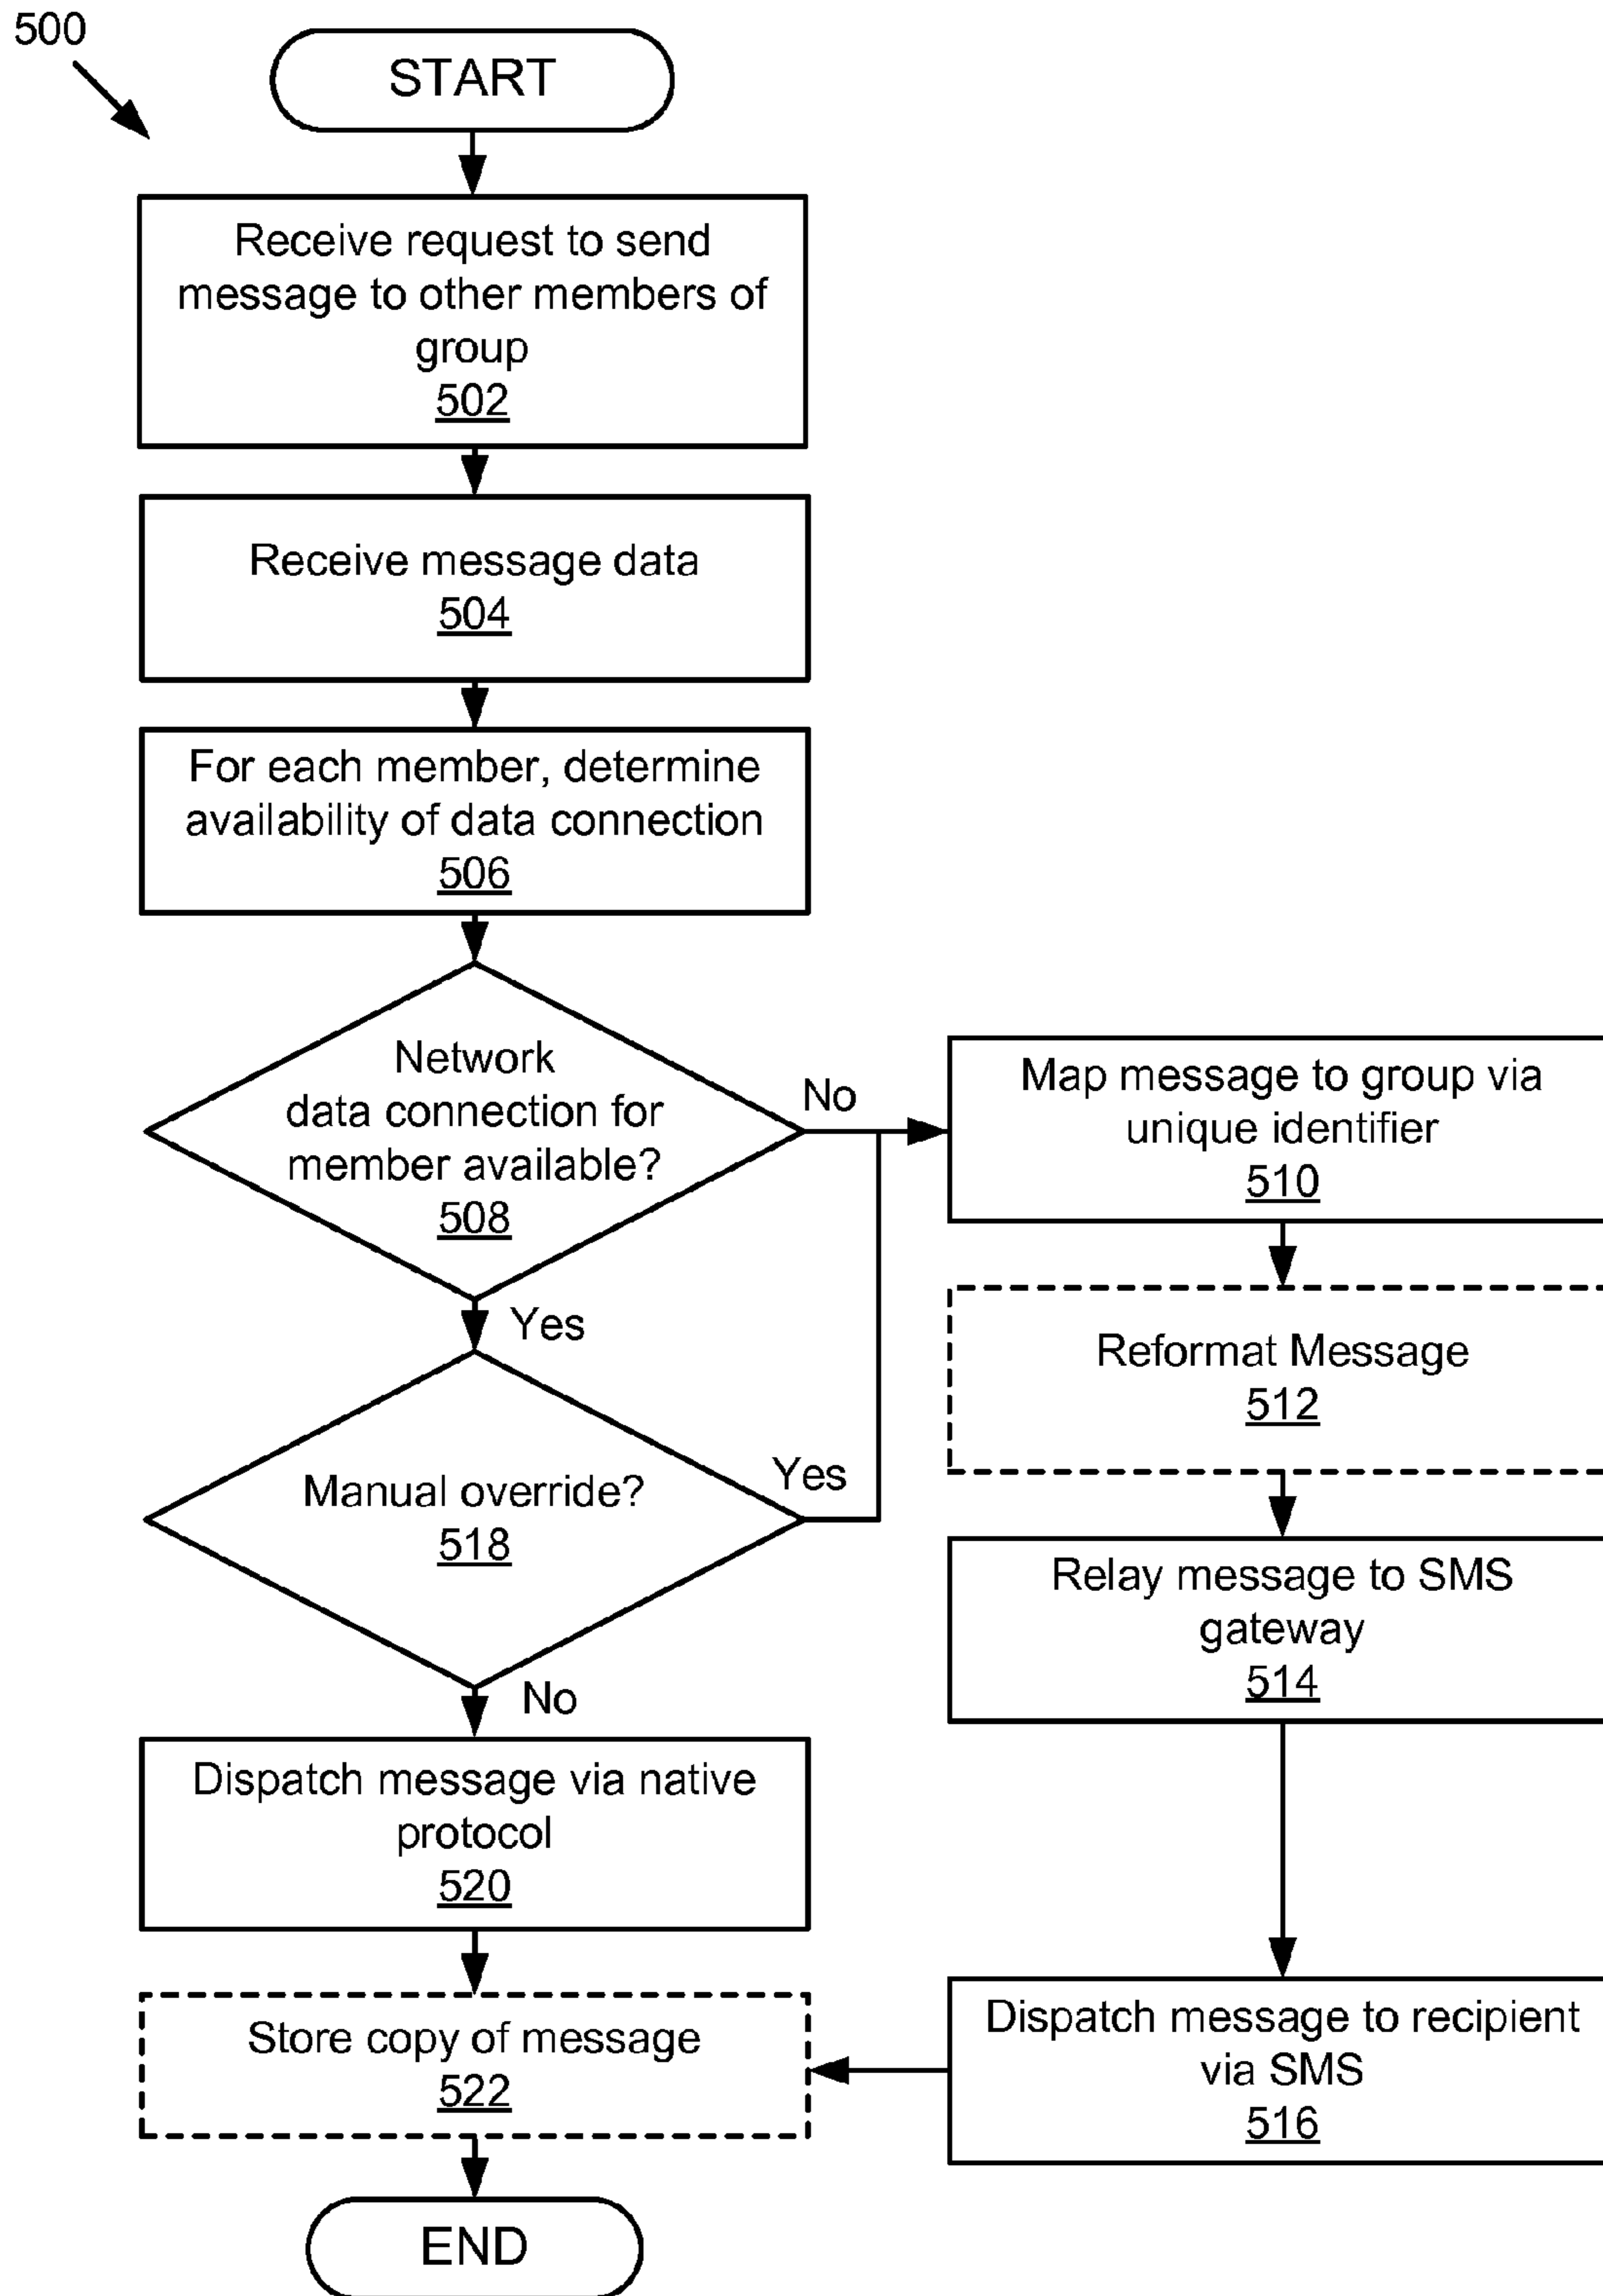 500
START
Receive request to send
message to other members of
group
502
Receive message data
504
For each member, determine
availability of data connection
506
Network
data connection for
member available?
508
No
Yes
Map message to group via
unique identifier
510
Reformat Message
512
Relay message to SMS
gateway
514
Manual override?
518
Yes
No
Dispatch message via native
protocol
520
Dispatch message to recipient
via SMS
516
Store copy of message
522
END